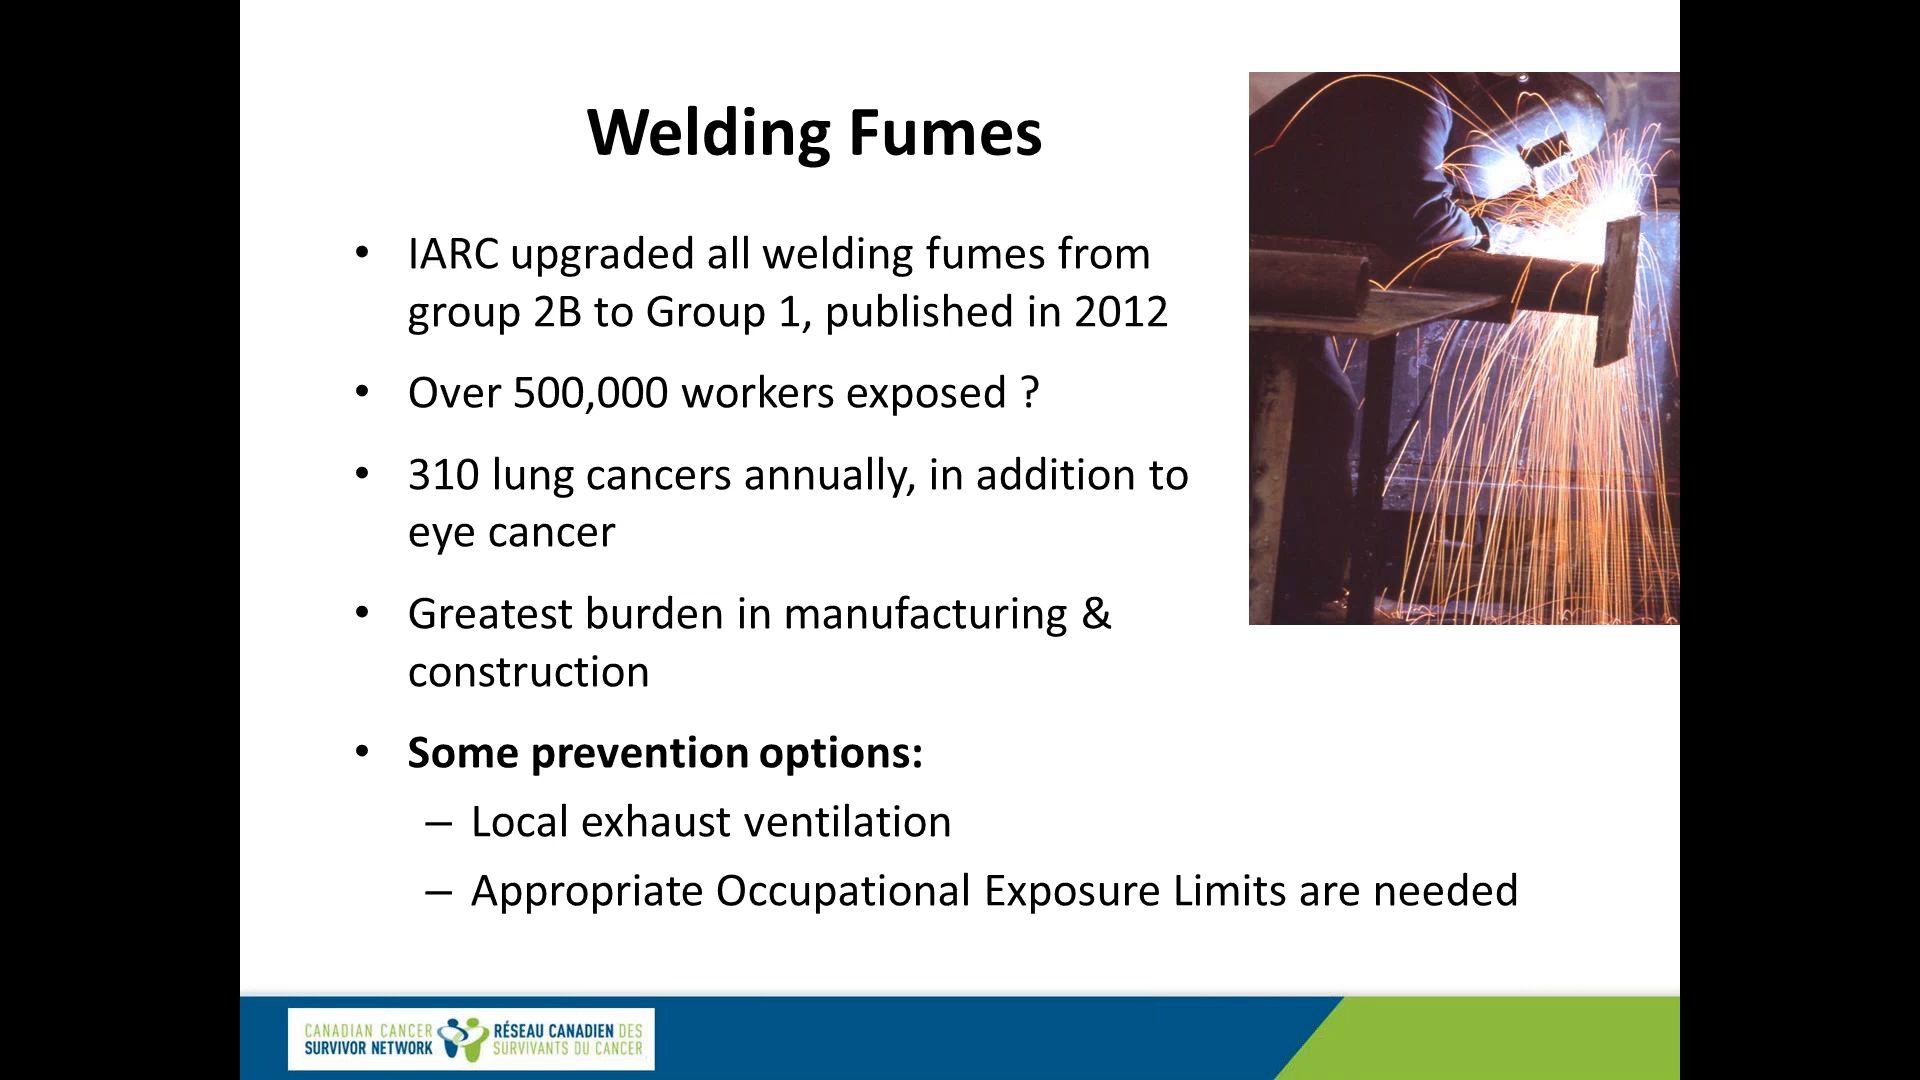 Welding Fumes
• IARC upgraded all welding fumes from
group 2B to Group 1, published in 2012
• Over 500,000 workers exposed ?
• 310 lung cancers annually, in addition to
eye cancer
• Greatest burden in manufacturing &
construction
• Some prevention options:
– Local exhaust ventilation
– Appropriate Occupational Exposure Limits are needed
CANADIAN CANCER
SURVIVOR NETWORK
RÉSEAU CANADIEN DES
SURVIVANTS DU CANCER